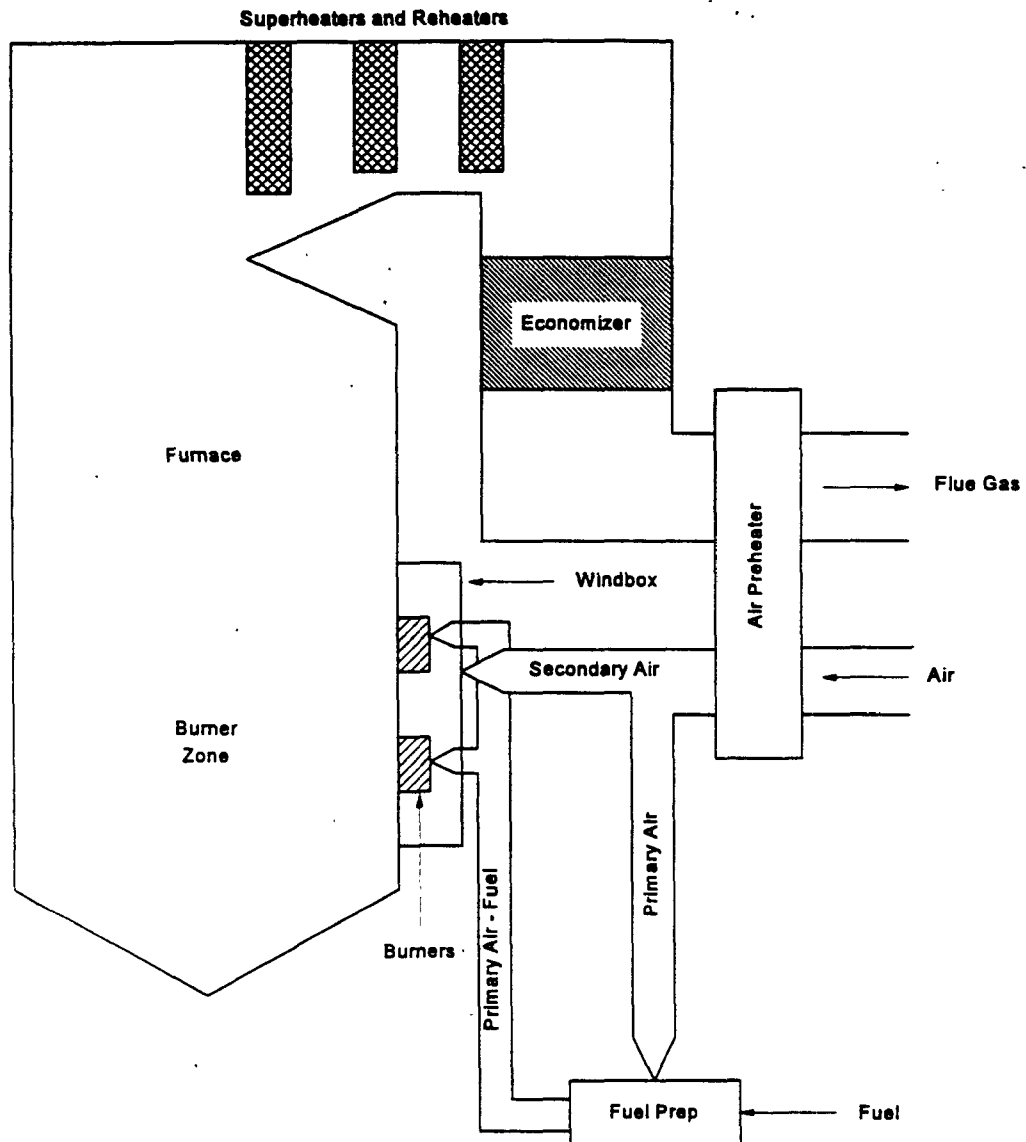 Superheaters and Reheaters
Economizer
Furnace
Flue Gas
Air Preheater
Windbox
Secondary Air
Air
Burner
Zone
Primary Air
Primary Air - Fuel
Burners
Fuel Prep
Fuel